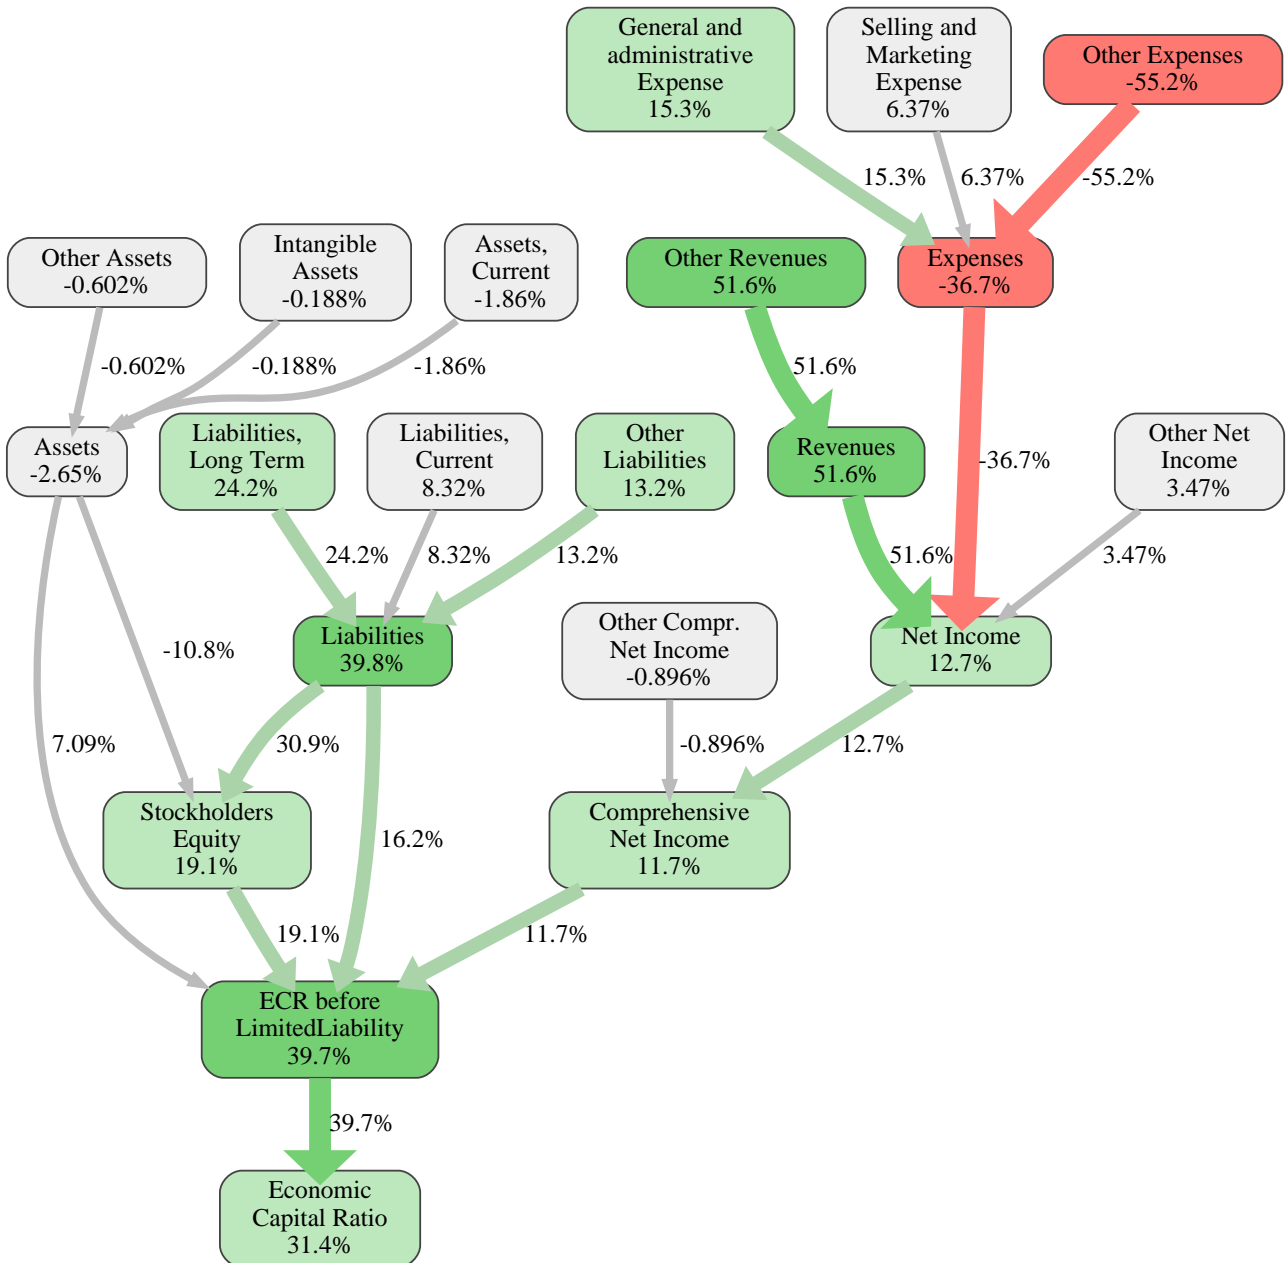 General and
administrative
Expense
15.3%
Selling and
Marketing
Expense
6.37%
Other Expenses
-55.2%
15.3%
6.37%
-55.2%
Other Assets
-0.602%
Intangible
Assets
-0.188%
Assets,
Current
-1.86%
Other Revenues
51.6%
Expenses
-36.7%
-0.602%
-0.188%
-1.86%
51.6%
-36.7%
Assets
-2.65%
Liabilities,
Long Term
24.2%
Liabilities,
Current
8.32%
Other
Liabilities
13.2%
Revenues
51.6%
Other Net
Income
3.47%
24.2%
8.32%
13.2%
51.6%
3.47%
-10.8%
7.09%
Liabilities
39.8%
Other Compr.
Net Income
-0.896%
Net Income
12.7%
30.9%
16.2%
-0.896%
12.7%
Stockholders
Equity
19.1%
Comprehensive
Net Income
11.7%
19.1%
11.7%
ECR before
LimitedLiability
39.7%
39.7%
Economic
Capital Ratio
31.4%